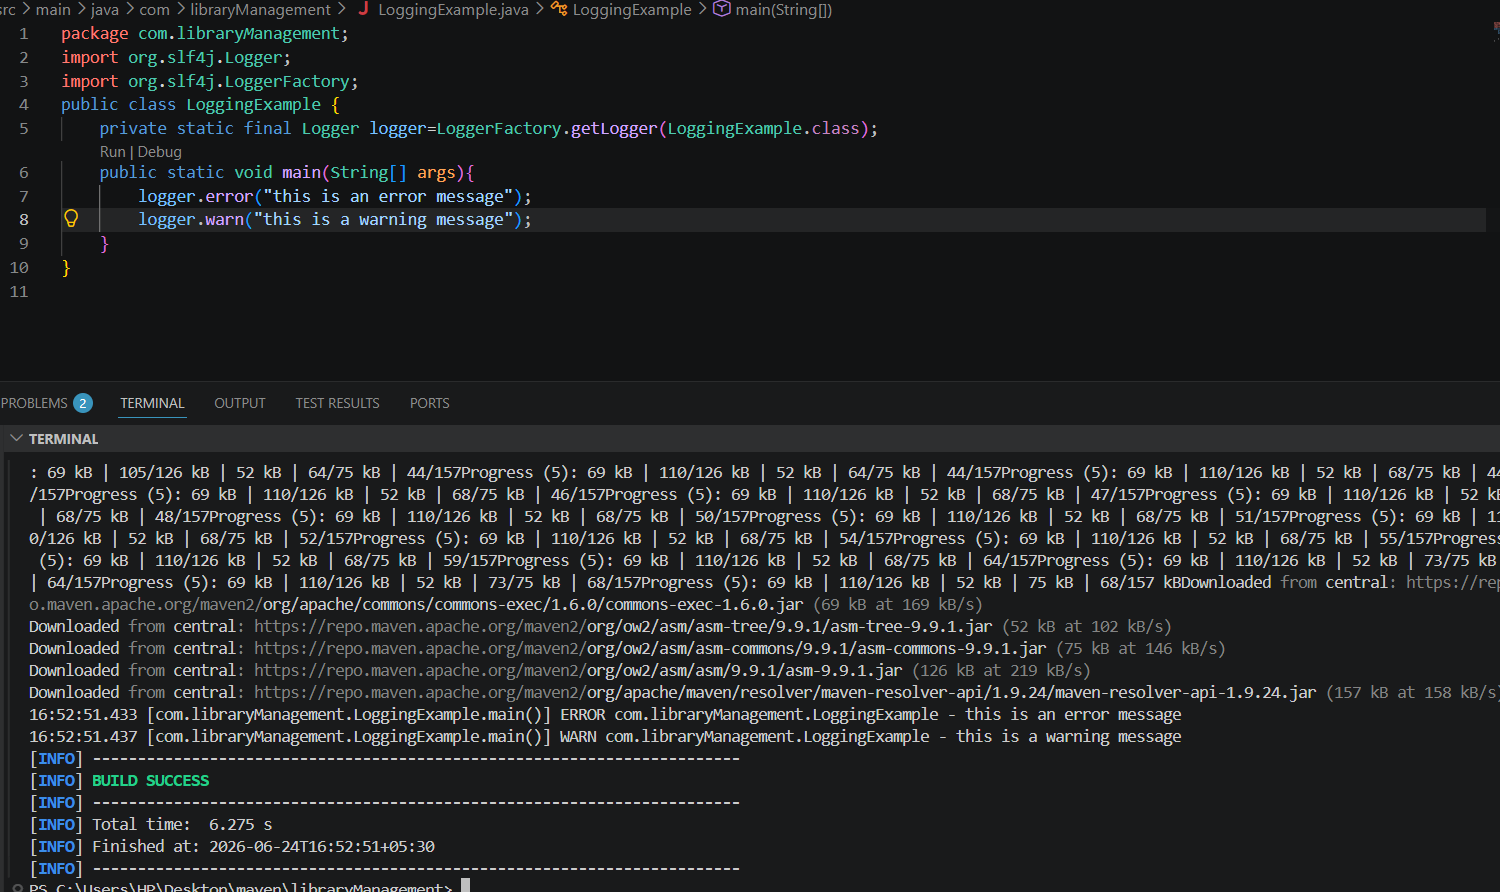 src > main > java > com > libraryManagement > J LoggingExample.java > LoggingExample > main(String[])
1 package com.libraryManagement;
2 import org.slf4j.Logger;
3 import org.slf4j.LoggerFactory;
4 public class LoggingExample {
5 private static final Logger logger=LoggerFactory.getLogger(LoggingExample.class);
Run | Debug
6 public static void main(String[] args){
7 logger.error("this is an error message");
8 logger.warn("this is a warning message");
9 }
10 }
11
PROBLEMS 2 TERMINAL OUTPUT TEST RESULTS PORTS
TERMINAL
: 69 kB | 105/126 kB | 52 kB | 64/75 kB | 44/157Progress (5): 69 kB | 110/126 kB | 52 kB | 64/75 kB | 44/157Progress (5): 69 kB | 110/126 kB | 52 kB | 68/75 kB | 44
/157Progress (5): 69 kB | 110/126 kB | 52 kB | 68/75 kB | 46/157Progress (5): 69 kB | 110/126 kB | 52 kB | 68/75 kB | 47/157Progress (5): 69 kB | 110/126 kB | 52 kB
| 68/75 kB | 48/157Progress (5): 69 kB | 110/126 kB | 52 kB | 68/75 kB | 50/157Progress (5): 69 kB | 110/126 kB | 52 kB | 68/75 kB | 51/157Progress (5): 69 kB | 11
0/126 kB | 52 kB | 68/75 kB | 52/157Progress (5): 69 kB | 110/126 kB | 52 kB | 68/75 kB | 54/157Progress (5): 69 kB | 110/126 kB | 52 kB | 68/75 kB | 55/157Progress
(5): 69 kB | 110/126 kB | 52 kB | 68/75 kB | 59/157Progress (5): 69 kB | 110/126 kB | 52 kB | 68/75 kB | 64/157Progress (5): 69 kB | 110/126 kB | 52 kB | 73/75 kB
| 64/157Progress (5): 69 kB | 110/126 kB | 52 kB | 73/75 kB | 68/157Progress (5): 69 kB | 110/126 kB | 52 kB | 75 kB | 68/157 kBDownloaded from central: https://rep
o.maven.apache.org/maven2/org/apache/commons/commons-exec/1.6.0/commons-exec-1.6.0.jar (69 kB at 169 kB/s)
Downloaded from central: https://repo.maven.apache.org/maven2/org/ow2/asm/asm-tree/9.9.1/asm-tree-9.9.1.jar (52 kB at 102 kB/s)
Downloaded from central: https://repo.maven.apache.org/maven2/org/ow2/asm/asm-commons/9.9.1/asm-commons-9.9.1.jar (75 kB at 146 kB/s)
Downloaded from central: https://repo.maven.apache.org/maven2/org/ow2/asm/asm/9.9.1/asm-9.9.1.jar (126 kB at 219 kB/s)
Downloaded from central: https://repo.maven.apache.org/maven2/org/apache/maven/resolver/maven-resolver-api/1.9.24/maven-resolver-api-1.9.24.jar (157 kB at 158 kB/s)
16:52:51.433 [com.libraryManagement.LoggingExample.main()] ERROR com.libraryManagement.LoggingExample - this is an error message
16:52:51.437 [com.libraryManagement.LoggingExample.main()] WARN com.libraryManagement.LoggingExample - this is a warning message
[INFO] ------------------------------------------------------------------------
[INFO] BUILD SUCCESS
[INFO] ------------------------------------------------------------------------
[INFO] Total time:  6.275 s
[INFO] Finished at: 2026-06-24T16:52:51+05:30
[INFO] ------------------------------------------------------------------------
PS C:\Users\HP\Desktop\maven\libraryManagement>